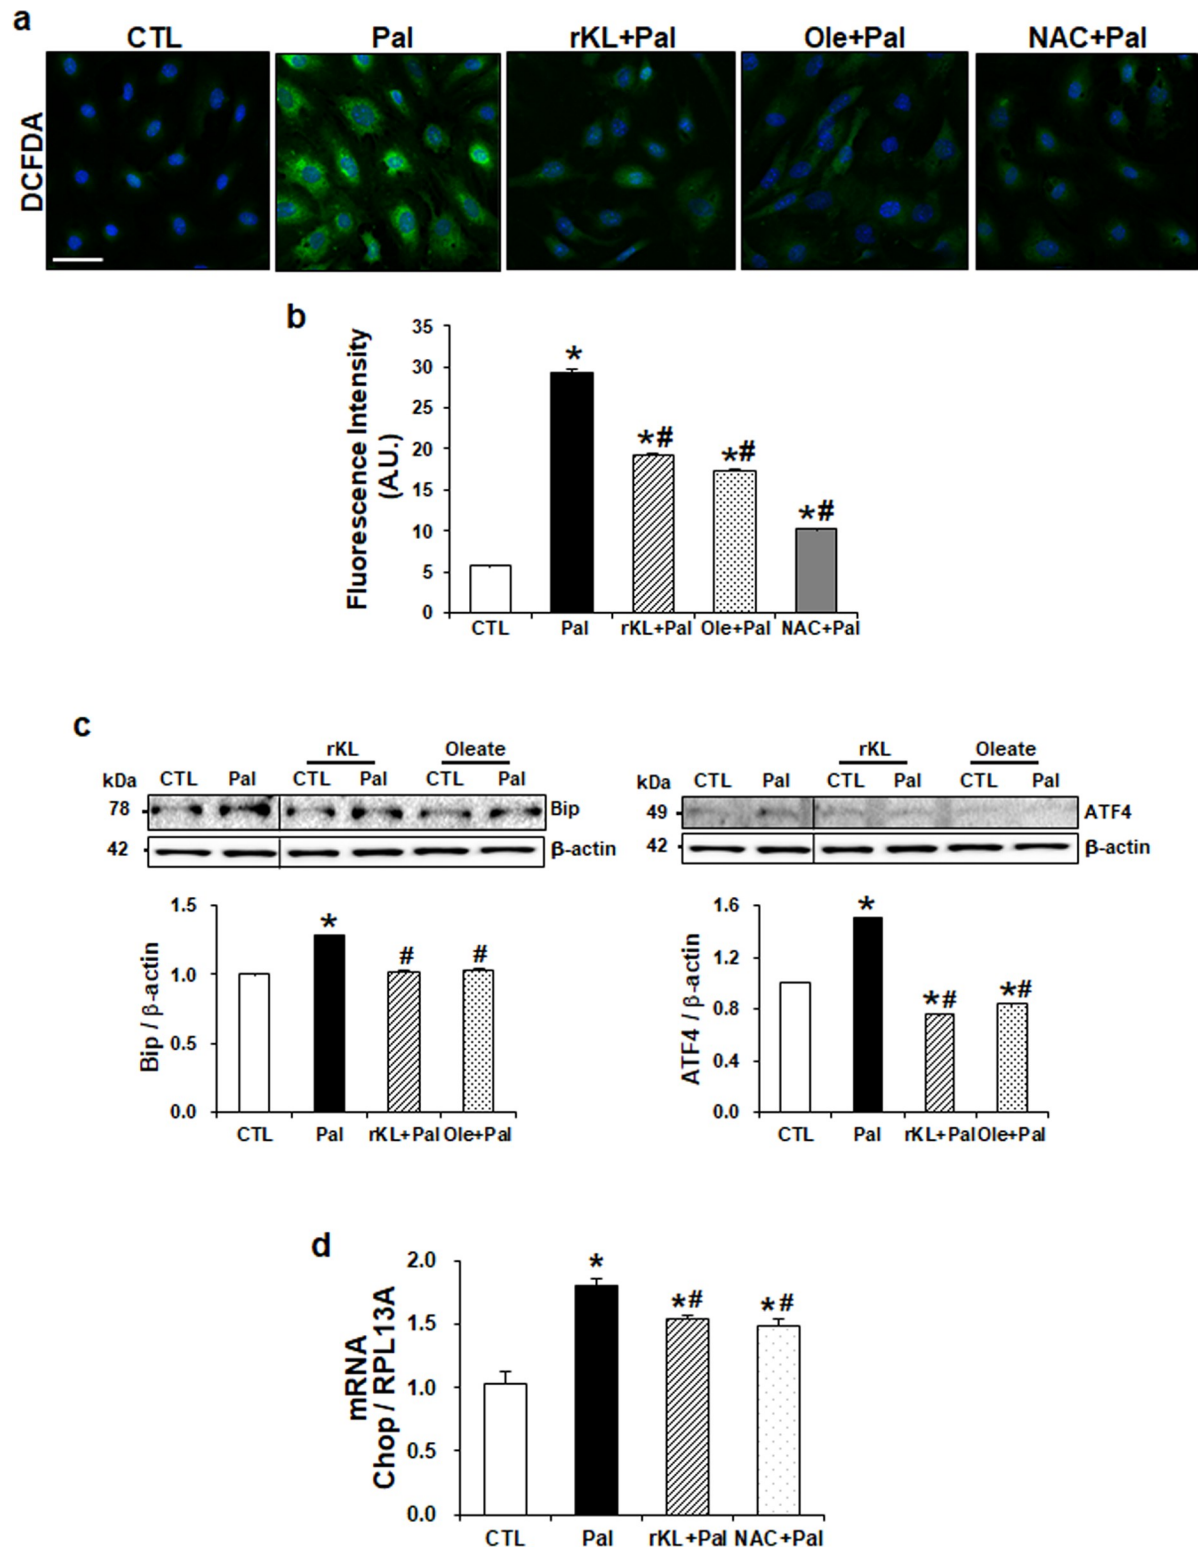 a
CTL Pal rKL+Pal Ole+Pal NAC+Pal
DCFDA
b
Fluorescence Intensity
(A.U.)
35
30
25
20
15
10
5
0
*
*#
*#
*#
CTL Pal rKL+Pal Ole+Pal NAC+Pal
c
rKL Oleate
kDa CTL Pal CTL Pal CTL Pal
78 Bip
42 β-actin
Bip / β-actin
1.5
1.0
0.5
0.0
*
#
#
CTL Pal rKL+Pal Ole+Pal
rKL Oleate
kDa CTL Pal CTL Pal CTL Pal
49 ATF4
42 β-actin
ATF4 / β-actin
1.6
1.2
0.8
0.4
0.0
*
*#
*#
CTL Pal rKL+Pal Ole+Pal
d
mRNA
Chop / RPL13A
2.0
1.5
1.0
0.5
0.0
*
*#
*#
CTL Pal rKL+Pal NAC+Pal